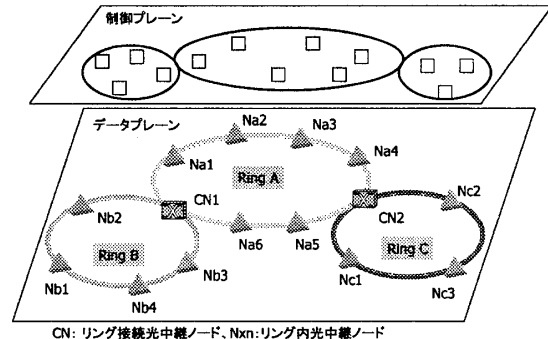 制御プレーン
データプレーン
Na2
Na3
Na1
Na4
Ring A
CN1
CN2
Nc2
Nb2
Na6
Na5
Ring B
Ring C
Nb3
Nc1
Nb1
Nb4
Nc3
CN: リング接続光中継ノード、Nxn:リング内光中継ノード